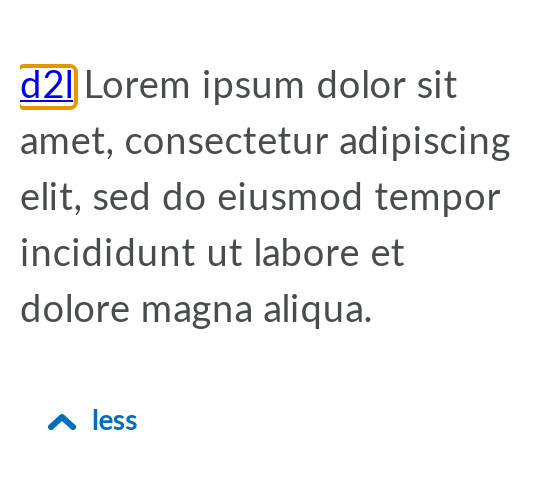 d2l Lorem ipsum dolor sit
amet, consectetur adipiscing
elit, sed do eiusmod tempor
incididunt ut labore et
dolore magna aliqua.
less